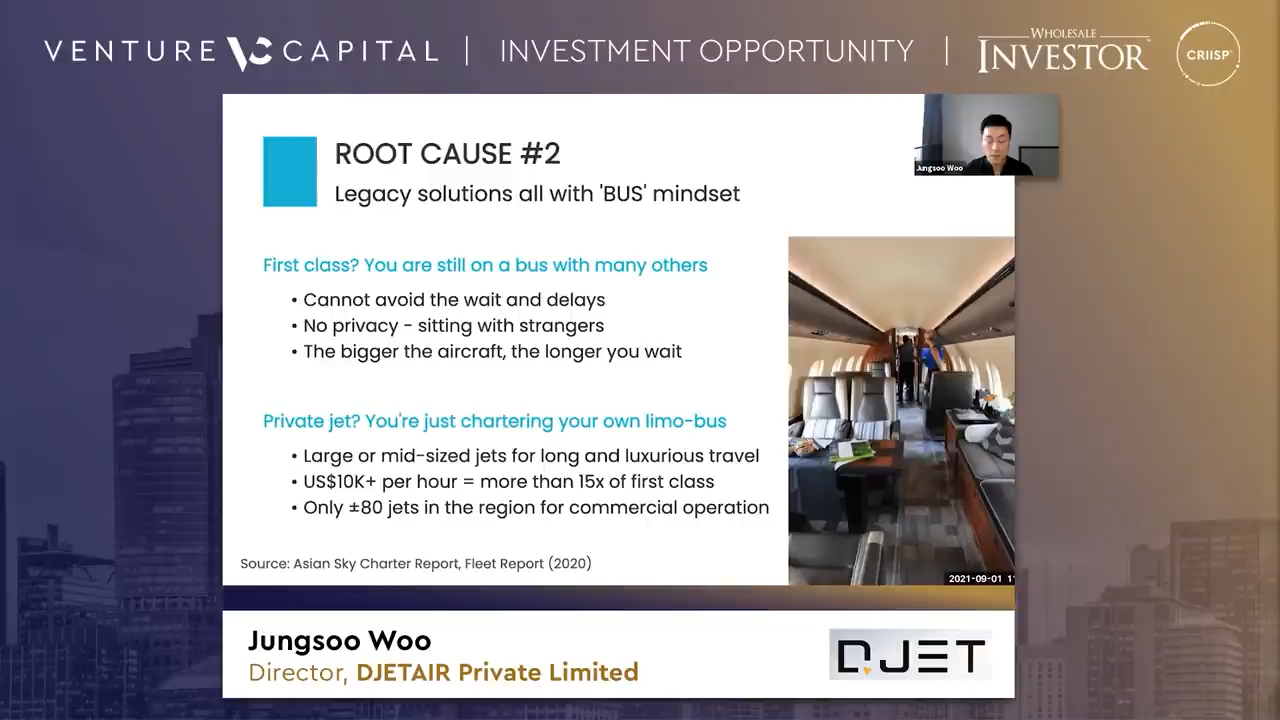 VENTURE VC CAPITAL | INVESTMENT OPPORTUNITY | WHOLESALE INVESTOR™ CRIISP™
ROOT CAUSE #2
Legacy solutions all with 'BUS' mindset
Jungsoo Woo
First class? You are still on a bus with many others
• Cannot avoid the wait and delays
• No privacy - sitting with strangers
• The bigger the aircraft, the longer you wait
Private jet? You're just chartering your own limo-bus
• Large or mid-sized jets for long and luxurious travel
• US$10K+ per hour = more than 15x of first class
• Only ±80 jets in the region for commercial operation
Source: Asian Sky Charter Report, Fleet Report (2020)
2021-09-01
Jungsoo Woo
Director, DJETAIR Private Limited
DJET